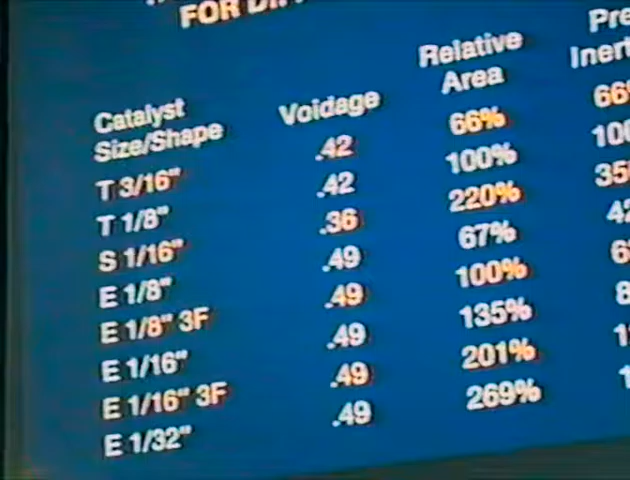 FOR
Catalyst Size/Shape Voidage Relative Area
T 3/16" .42 66%
T 1/8" .42 100%
S 1/16" .36 220%
E 1/8" .49 67%
E 1/8" 3F .49 100%
E 1/16" .49 135%
E 1/16" 3F .49 201%
E 1/32" .49 269%